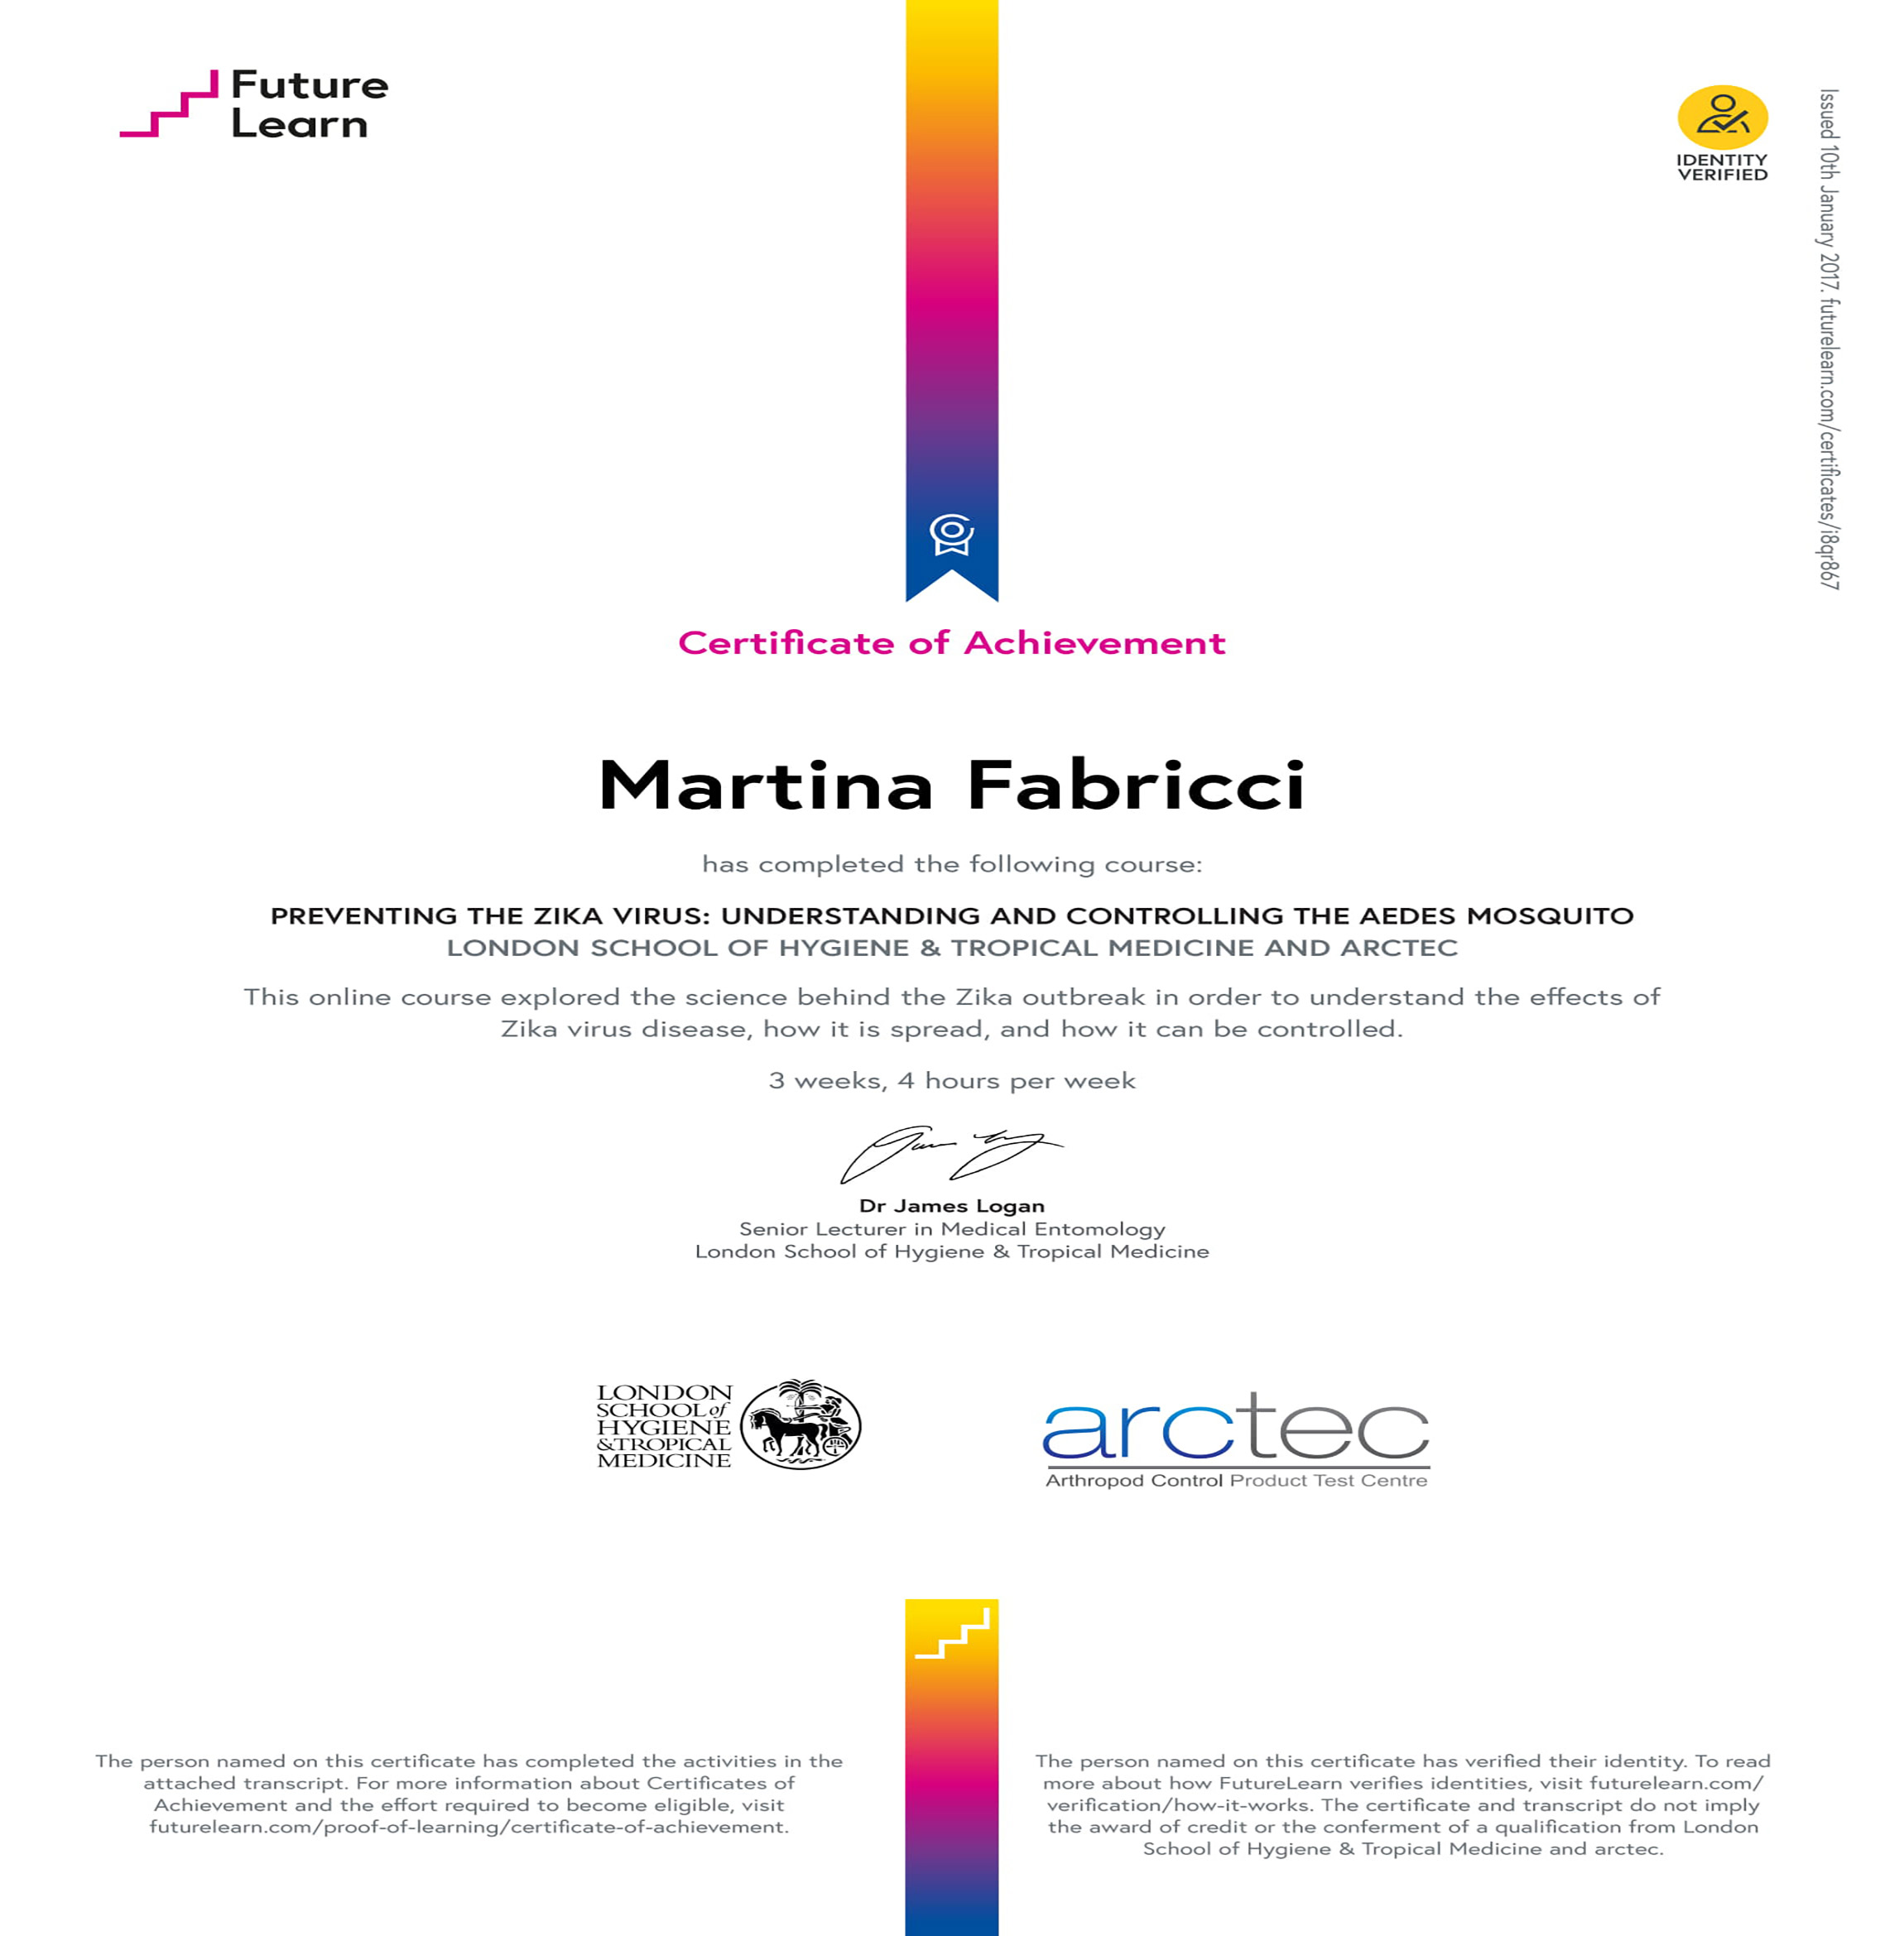 Future
Learn
IDENTITY
VERIFIED
Issued 10th January 2017. futurelearn.com/certificates/i8qr867
Certificate of Achievement
Martina Fabricci
has completed the following course:
PREVENTING THE ZIKA VIRUS: UNDERSTANDING AND CONTROLLING THE AEDES MOSQUITO
LONDON SCHOOL OF HYGIENE & TROPICAL MEDICINE AND ARCTEC
This online course explored the science behind the Zika outbreak in order to understand the effects of
Zika virus disease, how it is spread, and how it can be controlled.
3 weeks, 4 hours per week
Dr James Logan
Senior Lecturer in Medical Entomology
London School of Hygiene & Tropical Medicine
LONDON
SCHOOL of
HYGIENE
&TROPICAL
MEDICINE
arctec
Arthropod Control Product Test Centre
The person named on this certificate has completed the activities in the
attached transcript. For more information about Certificates of
Achievement and the effort required to become eligible, visit
futurelearn.com/proof-of-learning/certificate-of-achievement.
The person named on this certificate has verified their identity. To read
more about how FutureLearn verifies identities, visit futurelearn.com/
verification/how-it-works. The certificate and transcript do not imply
the award of credit or the conferment of a qualification from London
School of Hygiene & Tropical Medicine and arctec.